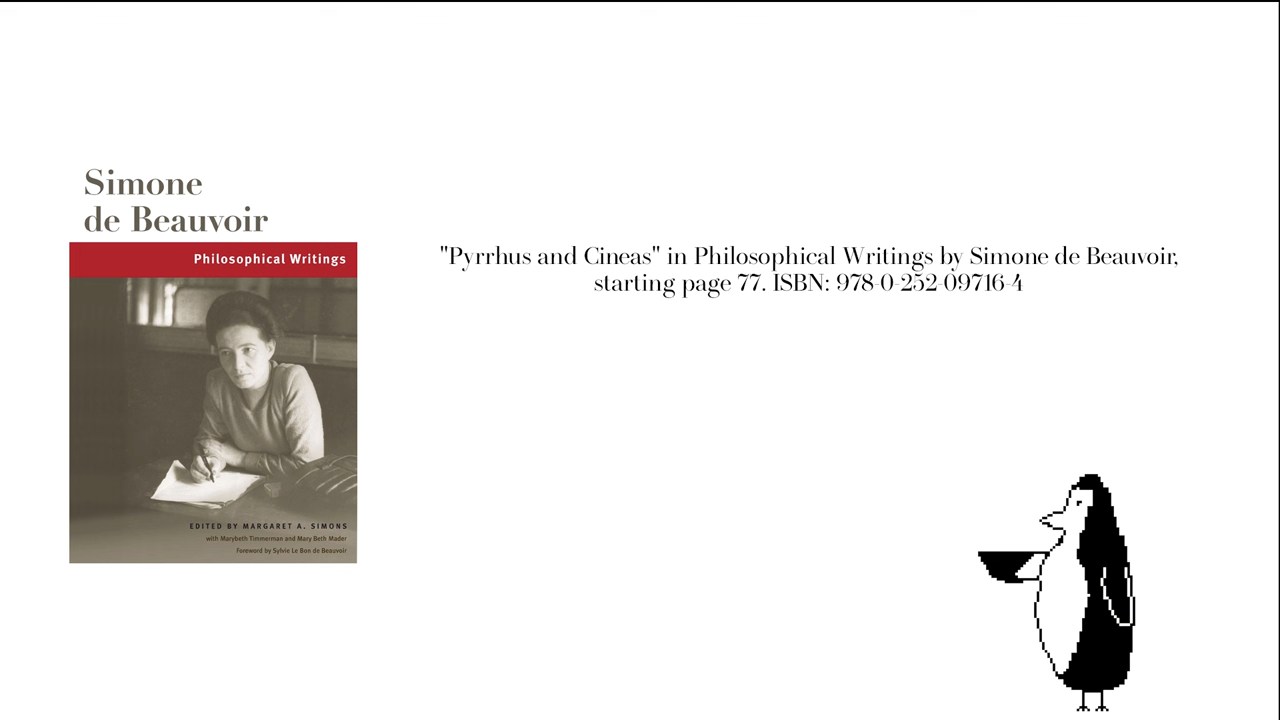 Simone
de Beauvoir
Philosophical Writings
EDITED BY MARGARET A. SIMONS
with Marybeth Timmerman and Mary Beth Mader
Foreword by Sylvie Le Bon de Beauvoir
"Pyrrhus and Cineas" in Philosophical Writings by Simone de Beauvoir,
starting page 77. ISBN: 978-0-252-09716-4